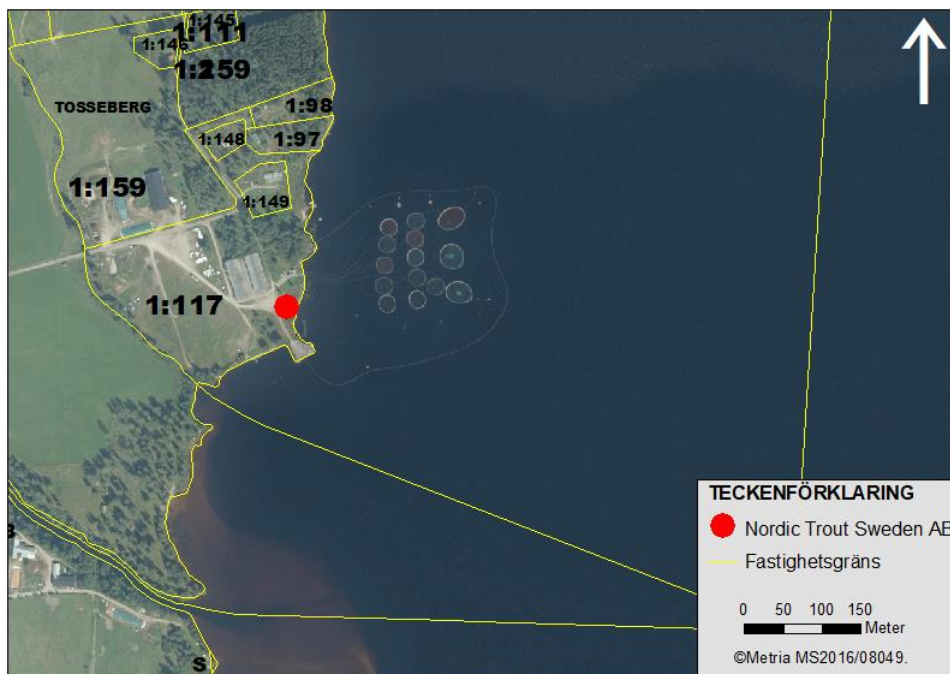 1:145
1:111
1:146
1:259
TOSSEBERG
1:98
1:148
1:97
1:159
1:149
1:117
S
TECKENFÖRKLARING
Nordic Trout Sweden AB
Fastighetsgräns
0 50 100 150
Meter
©Metria MS2016/08049.